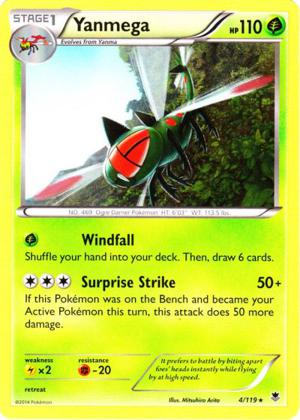 STAGE1
Yanmega
HP110
Evolves from Yanma
NO. 469 Ogre Darner Pokémon HT: 6'03" WT: 113.5 lbs.
Windfall
Shuffle your hand into your deck. Then, draw 6 cards.
Surprise Strike 50+
If this Pokémon was on the Bench and became your
Active Pokémon this turn, this attack does 50 more
damage.
weakness
×2
resistance
-20
retreat
It prefers to battle by biting apart
foes' heads instantly while flying
by at high speed.
©2014 Pokémon
Illus. Mitsuhiro Arita
4/119 ★